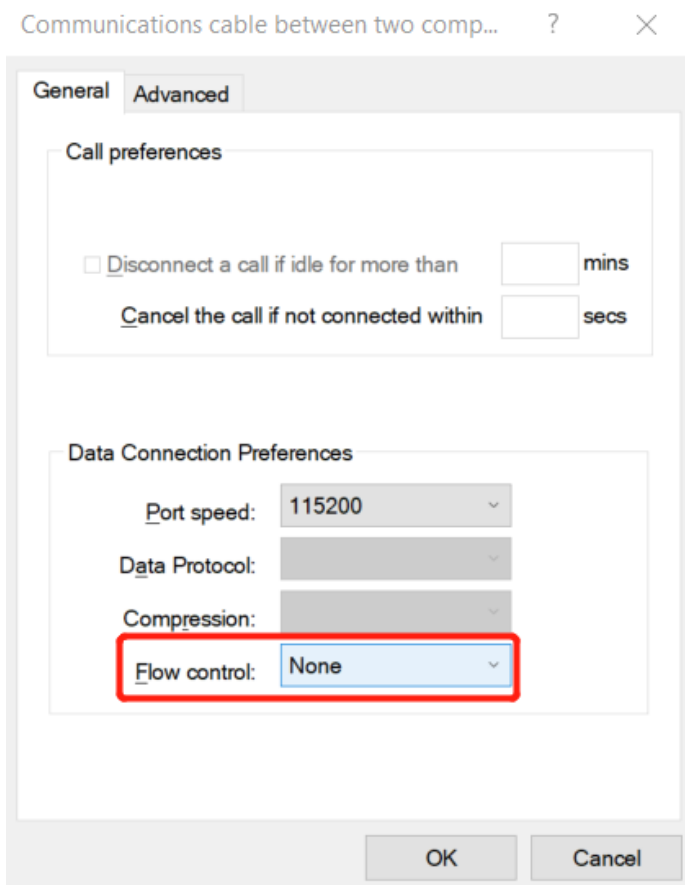 Communications cable between two comp... ?
General Advanced
Call preferences
Disconnect a call if idle for more than mins
Cancel the call if not connected within secs
Data Connection Preferences
Port speed: 115200
Data Protocol:
Compression:
Flow control: None
OK Cancel